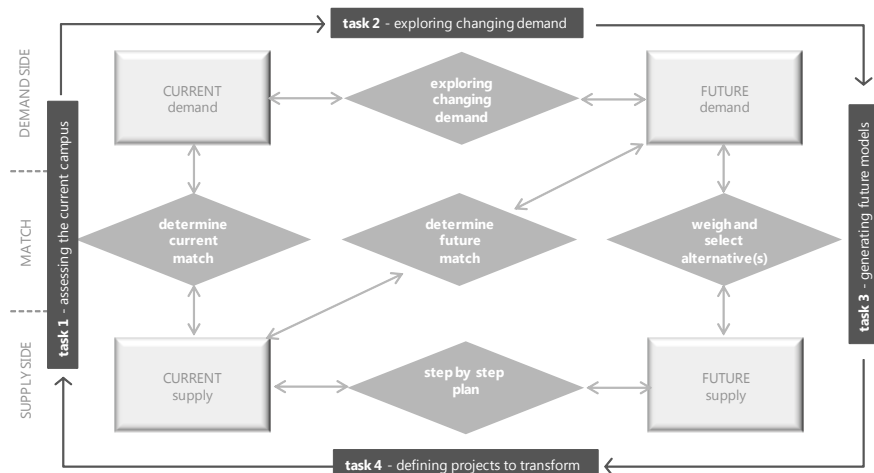 task 2 - exploring changing demand
DEMAND SIDE
CURRENT
demand
exploring
changing
demand
FUTURE
demand
task 1 - assessing the current campus
MATCH
determine
current
match
determine
future
match
weigh and
select
alternative(s)
task 3 - generating future models
SUPPLY SIDE
CURRENT
supply
step by step
plan
FUTURE
supply
task 4 - defining projects to transform